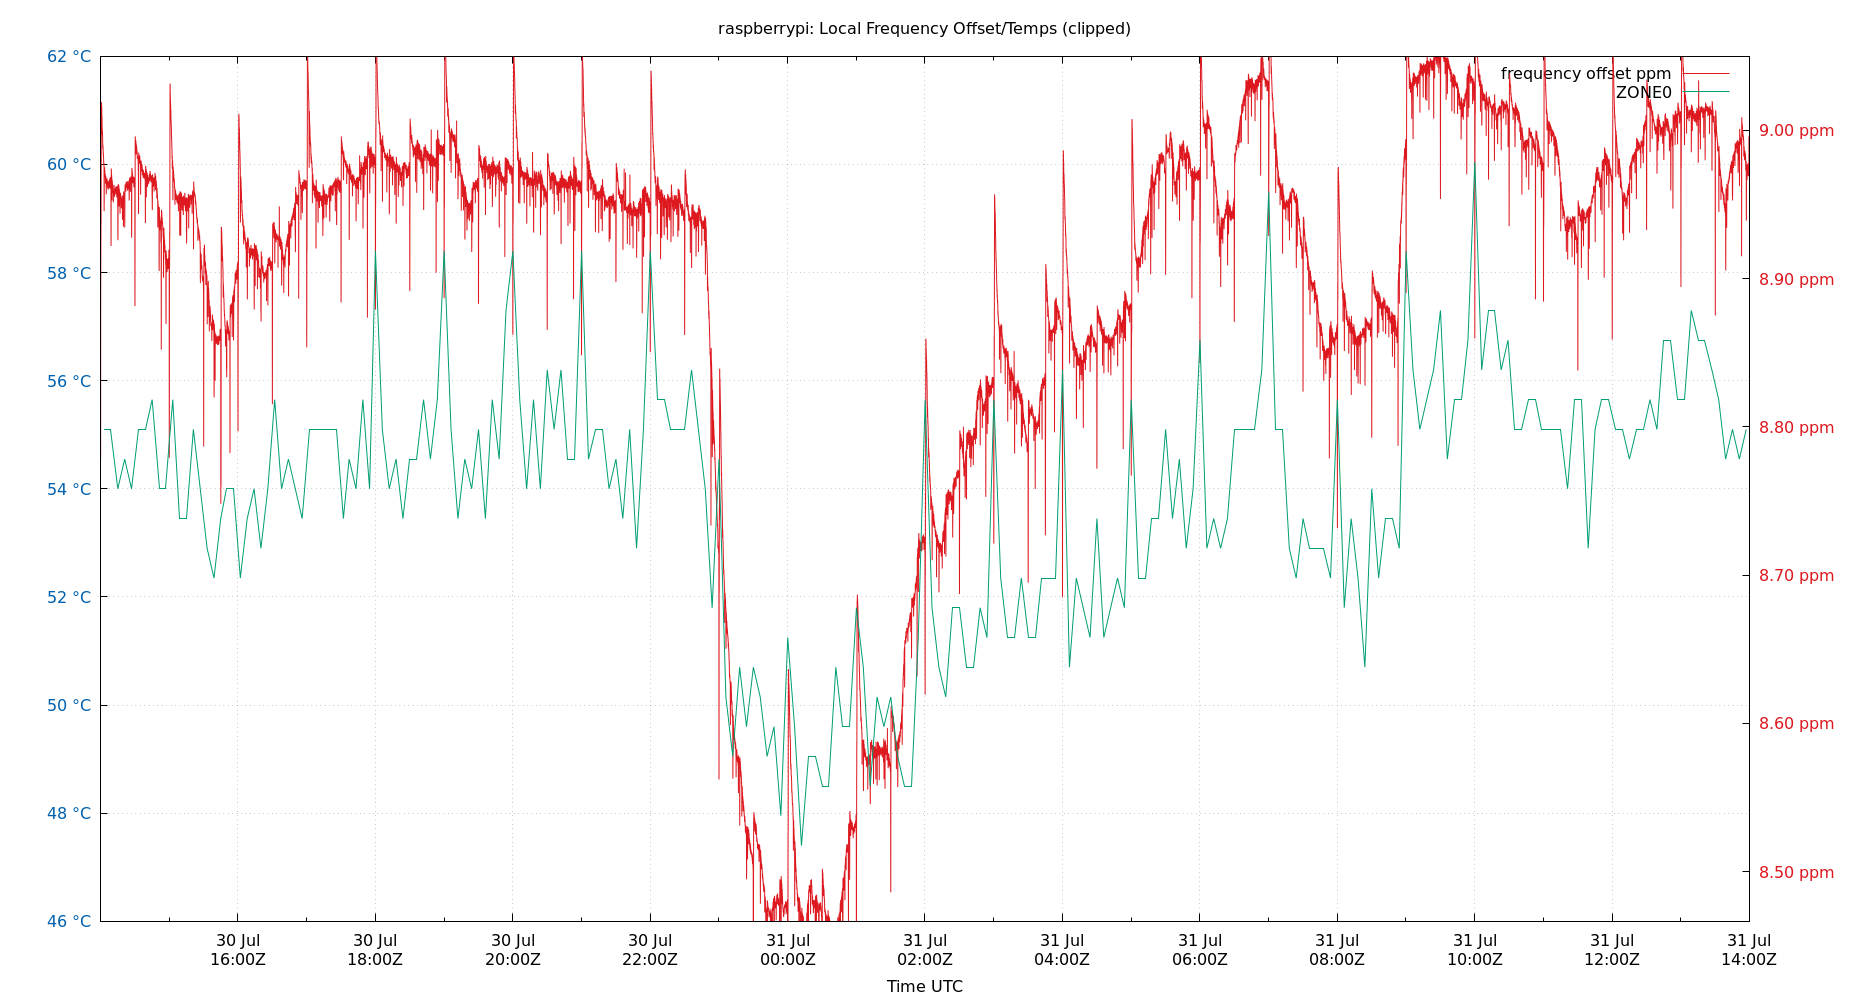 raspberrypi: Local Frequency Offset/Temps (clipped)
62 °C
60 °C
58 °C
56 °C
54 °C
52 °C
50 °C
48 °C
46 °C
frequency offset ppm
ZONE0
9.00 ppm
8.90 ppm
8.80 ppm
8.70 ppm
8.60 ppm
8.50 ppm
30 Jul
16:00Z
30 Jul
18:00Z
30 Jul
20:00Z
30 Jul
22:00Z
31 Jul
00:00Z
31 Jul
02:00Z
31 Jul
04:00Z
31 Jul
06:00Z
31 Jul
08:00Z
31 Jul
10:00Z
31 Jul
12:00Z
31 Jul
14:00Z
Time UTC